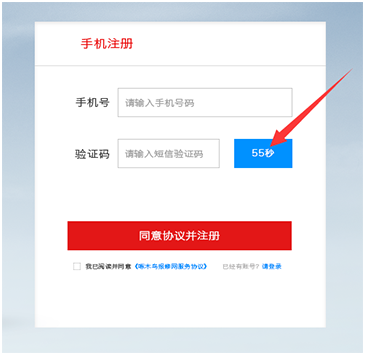 手机注册
手机号 请输入手机号码
验证码 请输入短信验证码 55秒
同意协议并注册
我已阅读并同意《啄木鸟报修网服务协议》 已经有账号? 请登录